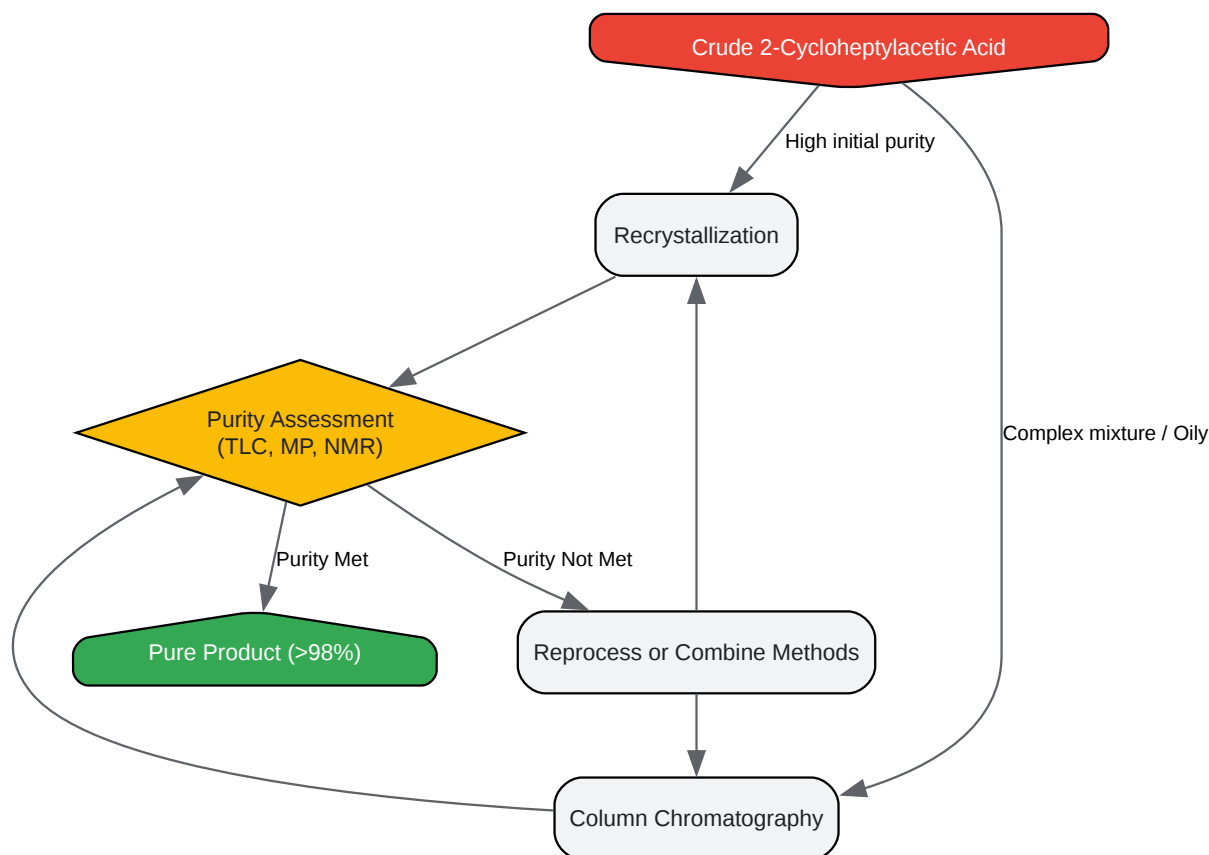 Crude 2-Cycloheptylacetic Acid
High initial purity
Recrystallization
Purity Assessment
(TLC, MP, NMR)
Complex mixture / Oily
Purity Met
Purity Not Met
Pure Product (>98%)
Reprocess or Combine Methods
Column Chromatography